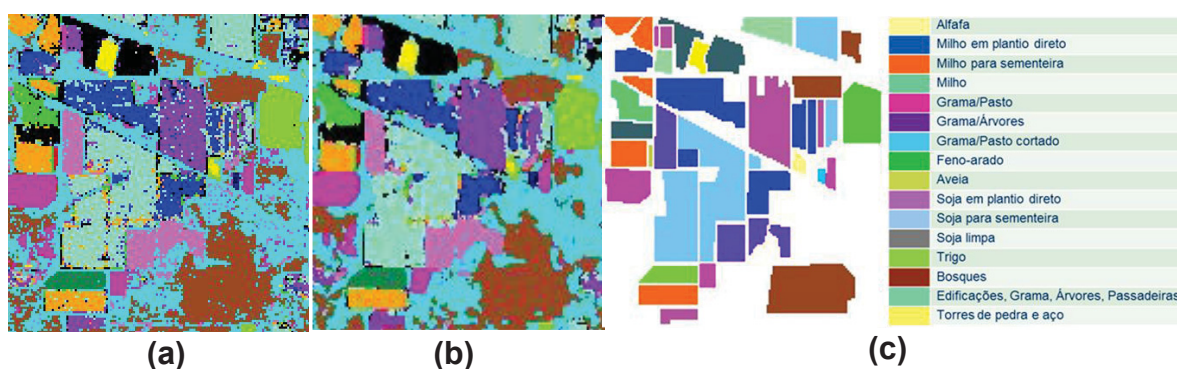 Alfafa
Milho em plantio direto
Milho para sementeira
Milho
Grama/Pasto
Grama/Árvores
Grama/Pasto cortado
Feno-arado
Aveia
Soja em plantio direto
Soja para sementeira
Soja limpa
Trigo
Bosques
Edificações, Grama, Árvores, Passadeiras
Torres de pedra e aço
(a)
(b)
(c)